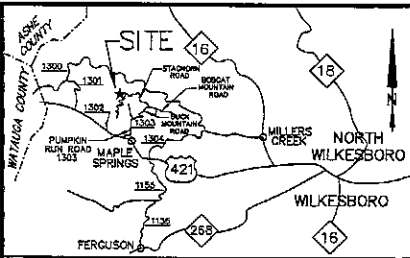 ASHE
COUNTY
WATAUGA COUNTY
SITE
16
18
1300
1301
1302
STAGHORN
ROAD
BOBCAT
MOUNTAIN
ROAD
1303
BUCK
MOUNTAIN
ROAD
1304
PUMPKIN
RUN ROAD
1303
MAPLE
SPRINGS
MILLERS
CREEK
N
NORTH
WILKESBORO
421
WILKESBORO
1155
1136
268
16
FERGUSON